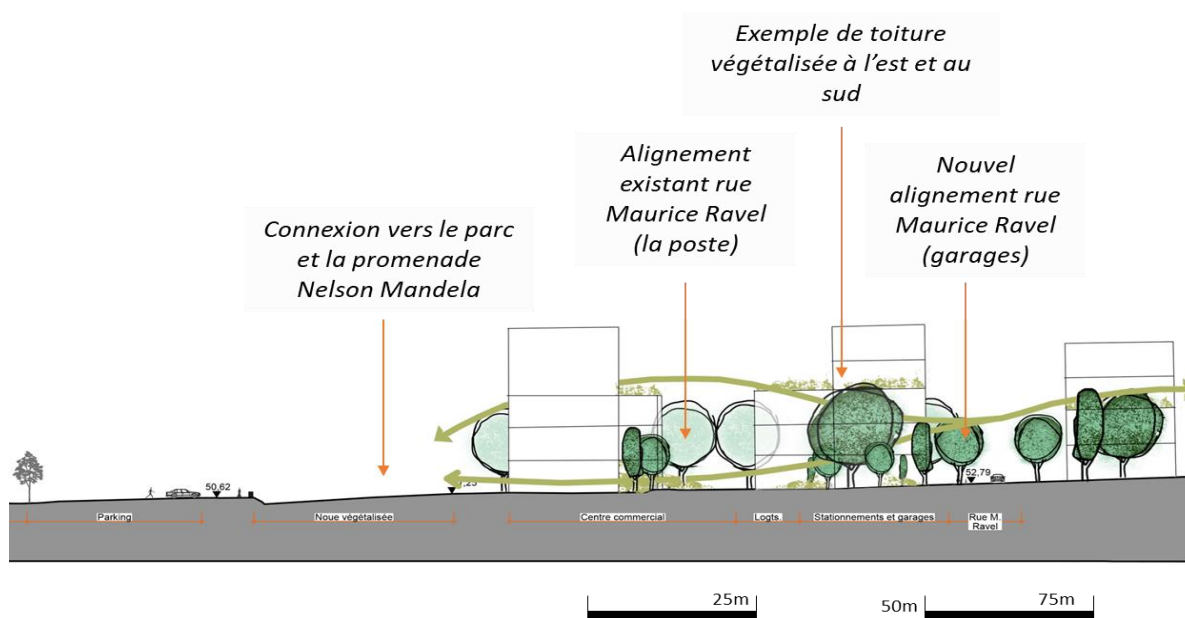 Exemple de toiture
végétalisée à l'est et au
sud
Alignement
existant rue
Maurice Ravel
(la poste)
Nouvel
alignement rue
Maurice Ravel
(garages)
Connexion vers le parc
et la promenade
Nelson Mandela
50,62
,25
52,79
Parking
Noue végétalisée
Centre commercial
Logts.
Stationnements et garages
Rue M.
Ravel
25m
50m
75m